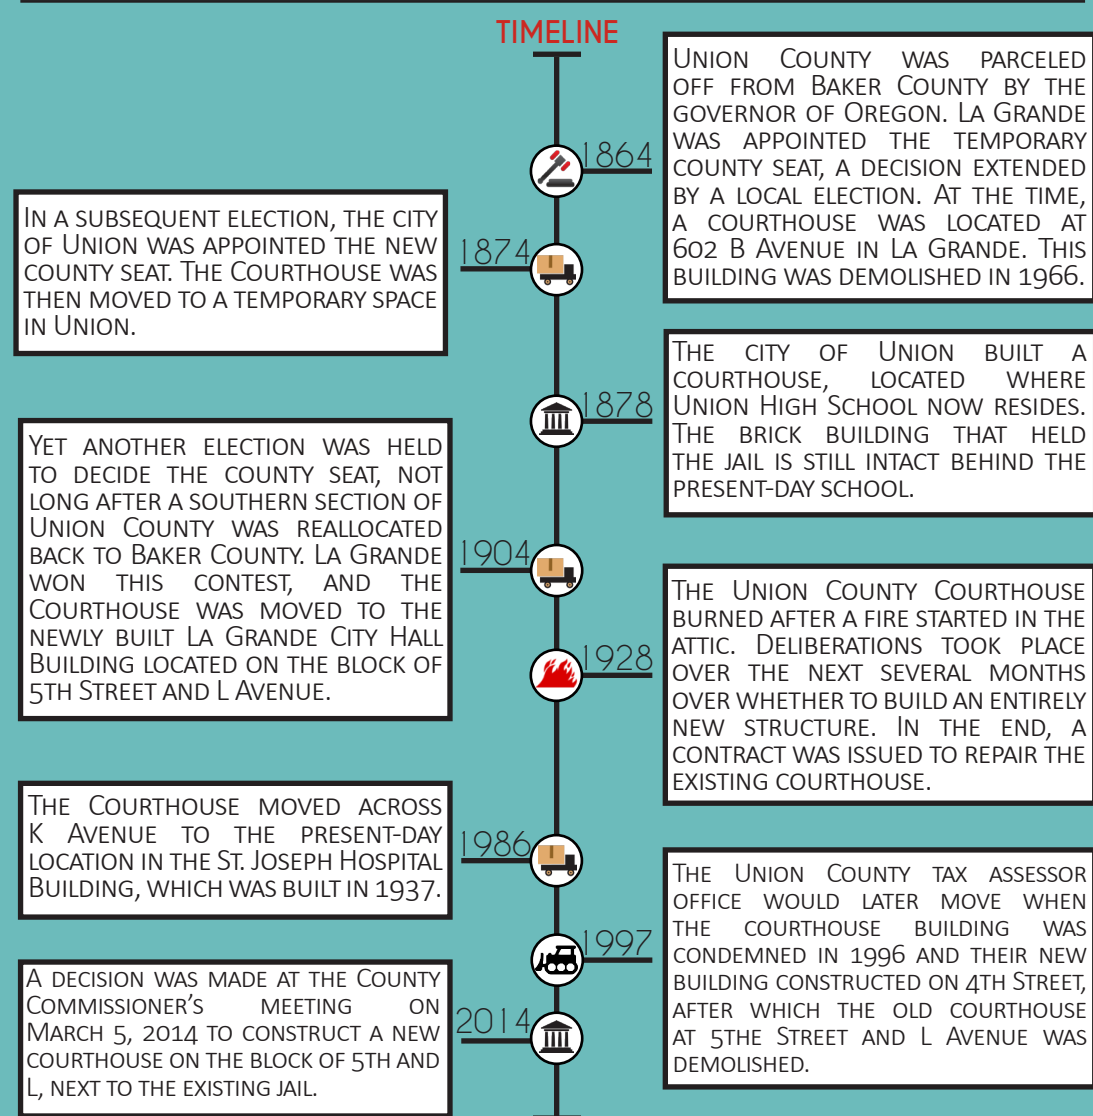 TIMELINE
1864
UNION COUNTY WAS PARCELED
OFF FROM BAKER COUNTY BY THE
GOVERNOR OF OREGON. LA GRANDE
WAS APPOINTED THE TEMPORARY
COUNTY SEAT, A DECISION EXTENDED
BY A LOCAL ELECTION. AT THE TIME,
A COURTHOUSE WAS LOCATED AT
602 B AVENUE IN LA GRANDE. THIS
BUILDING WAS DEMOLISHED IN 1966.
1874
IN A SUBSEQUENT ELECTION, THE CITY
OF UNION WAS APPOINTED THE NEW
COUNTY SEAT. THE COURTHOUSE WAS
THEN MOVED TO A TEMPORARY SPACE
IN UNION.
1878
THE CITY OF UNION BUILT A
COURTHOUSE, LOCATED WHERE
UNION HIGH SCHOOL NOW RESIDES.
THE BRICK BUILDING THAT HELD
THE JAIL IS STILL INTACT BEHIND THE
PRESENT-DAY SCHOOL.
1904
YET ANOTHER ELECTION WAS HELD
TO DECIDE THE COUNTY SEAT, NOT
LONG AFTER A SOUTHERN SECTION OF
UNION COUNTY WAS REALLOCATED
BACK TO BAKER COUNTY. LA GRANDE
WON THIS CONTEST, AND THE
COURTHOUSE WAS MOVED TO THE
NEWLY BUILT LA GRANDE CITY HALL
BUILDING LOCATED ON THE BLOCK OF
5TH STREET AND L AVENUE.
1928
THE UNION COUNTY COURTHOUSE
BURNED AFTER A FIRE STARTED IN THE
ATTIC. DELIBERATIONS TOOK PLACE
OVER THE NEXT SEVERAL MONTHS
OVER WHETHER TO BUILD AN ENTIRELY
NEW STRUCTURE. IN THE END, A
CONTRACT WAS ISSUED TO REPAIR THE
EXISTING COURTHOUSE.
1986
THE COURTHOUSE MOVED ACROSS
K AVENUE TO THE PRESENT-DAY
LOCATION IN THE ST. JOSEPH HOSPITAL
BUILDING, WHICH WAS BUILT IN 1937.
1997
THE UNION COUNTY TAX ASSESSOR
OFFICE WOULD LATER MOVE WHEN
THE COURTHOUSE BUILDING WAS
CONDEMNED IN 1996 AND THEIR NEW
BUILDING CONSTRUCTED ON 4TH STREET,
AFTER WHICH THE OLD COURTHOUSE
AT 5THE STREET AND L AVENUE WAS
DEMOLISHED.
2014
A DECISION WAS MADE AT THE COUNTY
COMMISSIONER'S MEETING ON
MARCH 5, 2014 TO CONSTRUCT A NEW
COURTHOUSE ON THE BLOCK OF 5TH AND
L, NEXT TO THE EXISTING JAIL.